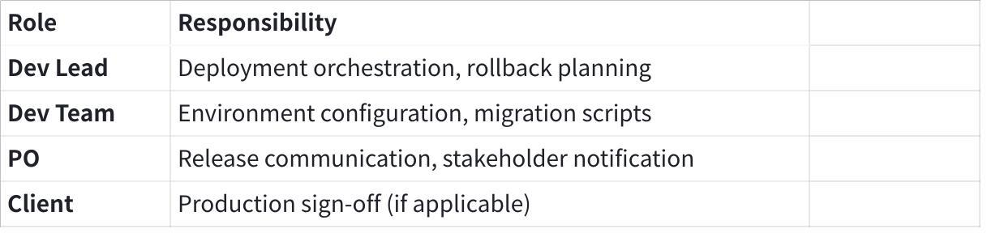 Role Responsibility
Dev Lead Deployment orchestration, rollback planning
Dev Team Environment configuration, migration scripts
PO Release communication, stakeholder notification
Client Production sign-off (if applicable)